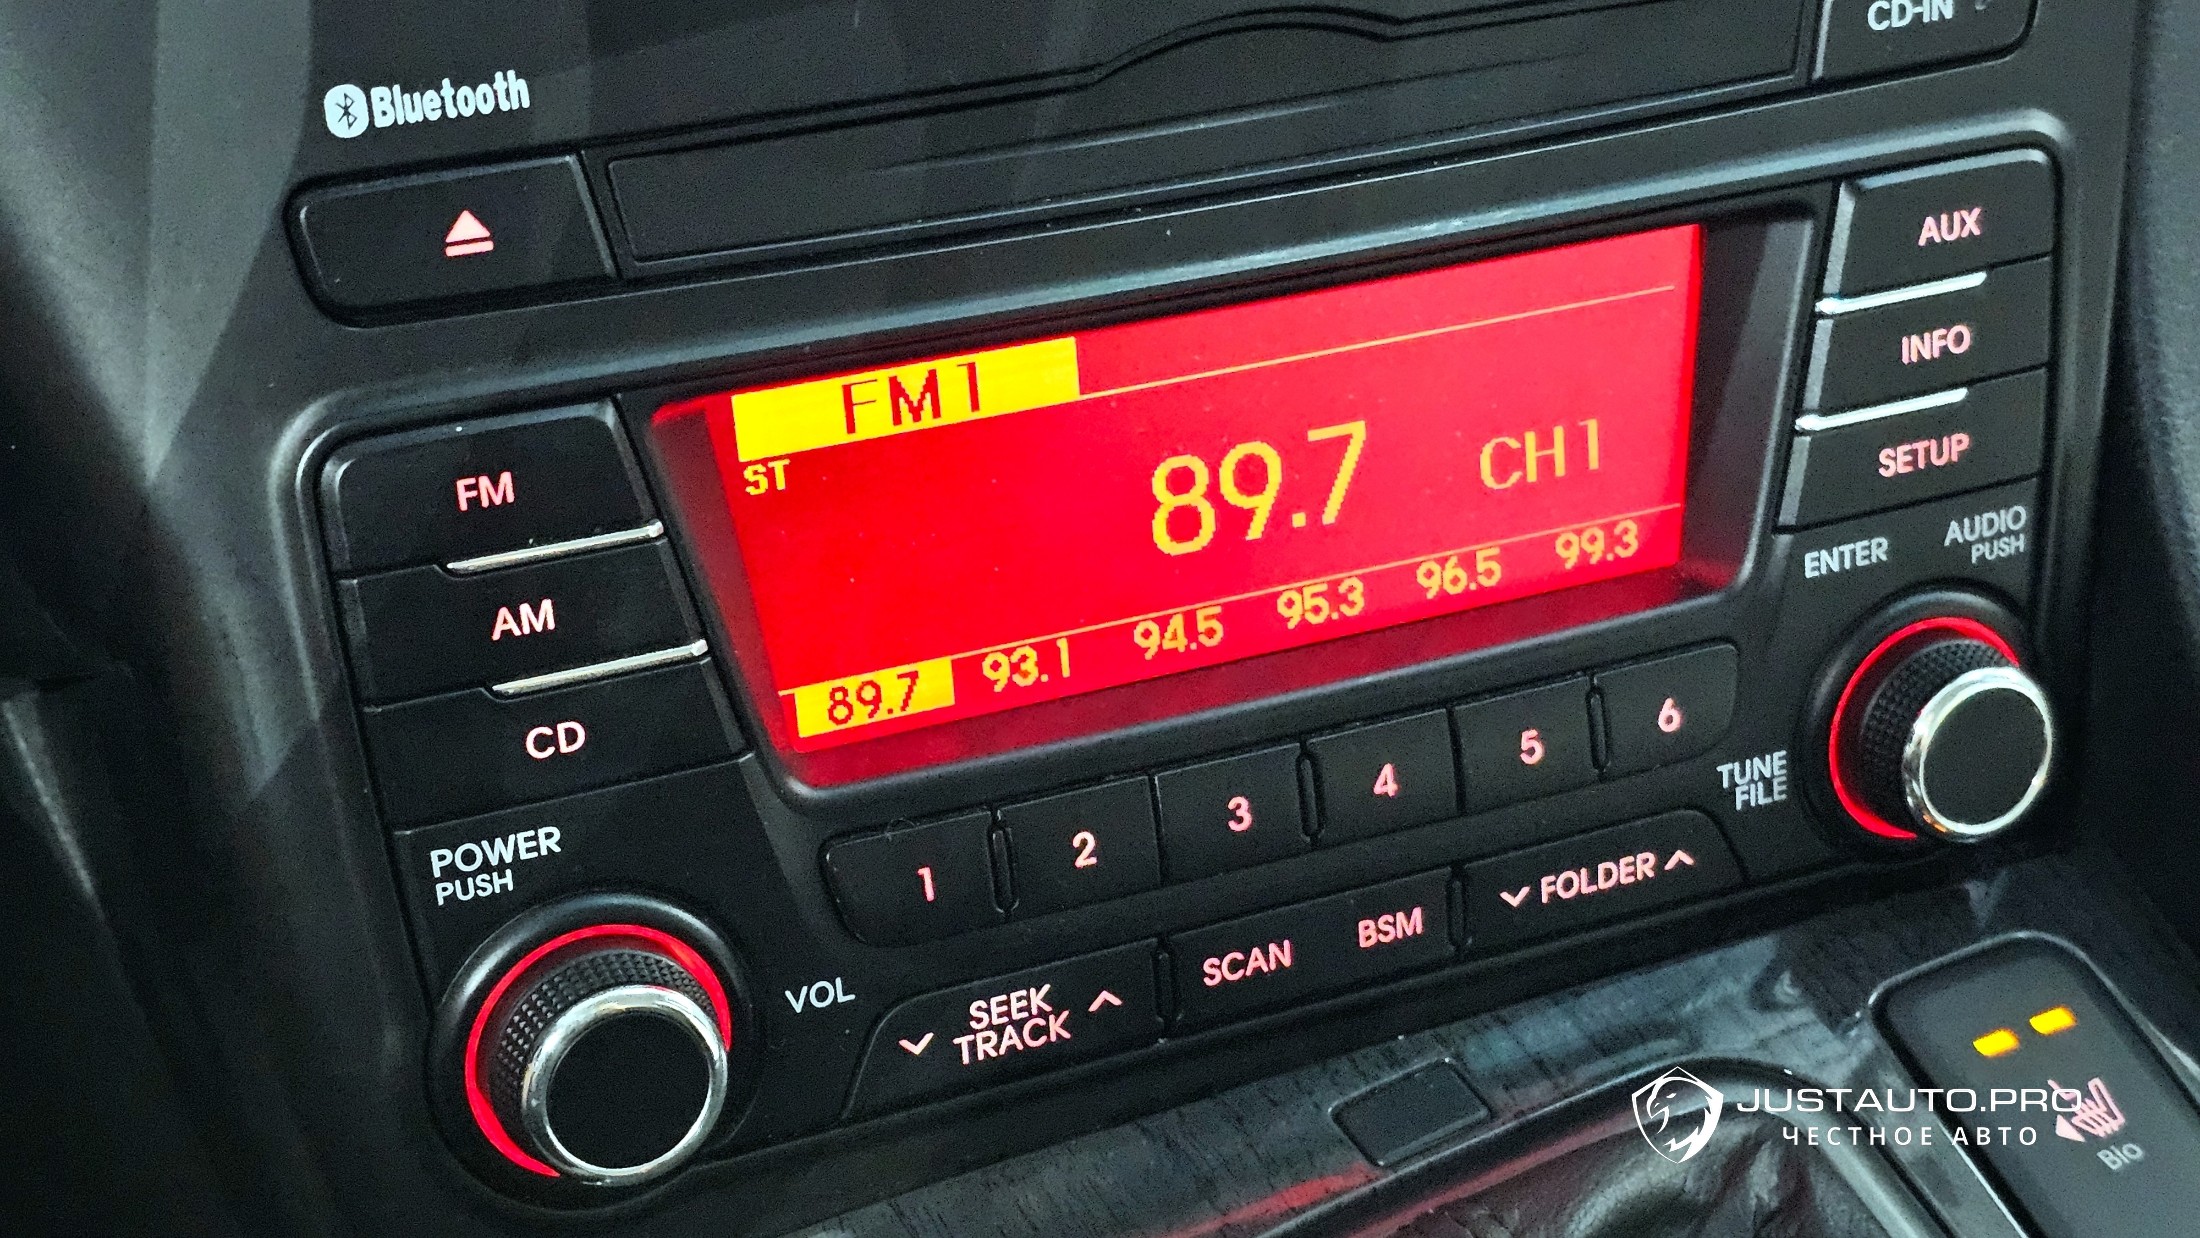 CD-IN
Bluetooth
AUX
INFO
SETUP
FM1
ST
89.7 CH1
89.7 93.1 94.5 95.3 96.5 99.3
FM
AM
CD
ENTER
AUDIO
PUSH
POWER
PUSH
VOL
TUNE
FILE
1 2 3 4 5 6
SEEK
TRACK
SCAN BSM
FOLDER
JUSTAUTO.PRO
ЧЕСТНОЕ АВТО
Bio